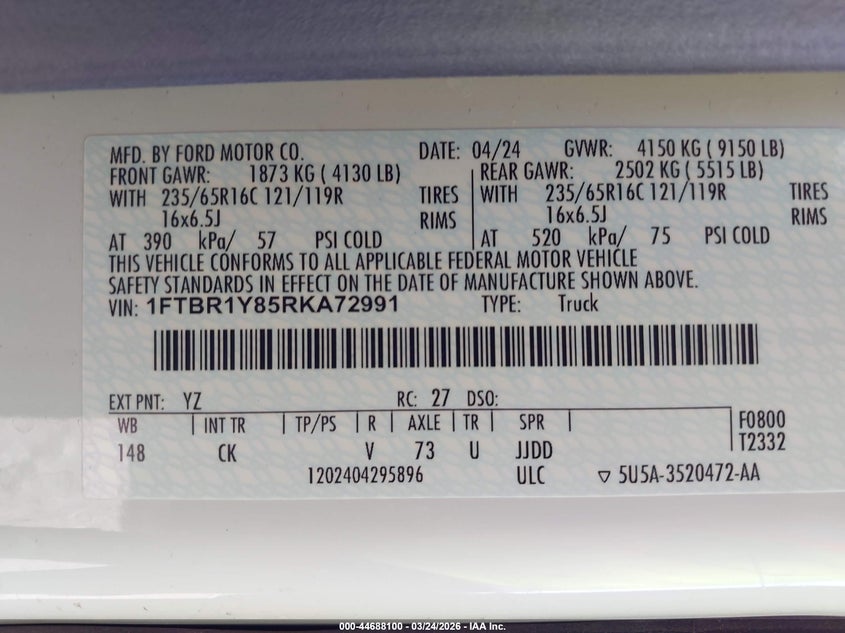 MFD. BY FORD MOTOR CO. DATE: 04/24 GVWR: 4150 KG ( 9150 LB)
FRONT GAWR: 1873 KG ( 4130 LB) REAR GAWR: 2502 KG ( 5515 LB)
WITH 235/65R16C 121/119R TIRES WITH 235/65R16C 121/119R TIRES
16x6.5J RIMS 16x6.5J RIMS
AT 390 kPa/ 57 PSI COLD AT 520 kPa/ 75 PSI COLD
THIS VEHICLE CONFORMS TO ALL APPLICABLE FEDERAL MOTOR VEHICLE
SAFETY STANDARDS IN EFFECT ON THE DATE OF MANUFACTURE SHOWN ABOVE.
VIN: 1FTBR1Y85RKA72991 TYPE: Truck
EXT PNT: YZ RC: 27 DSO:
WB | INT TR | TP/PS | R | AXLE | TR | SPR | F0800
148 CK V 73 U JJDD T2332
1202404295896 ULC ▽ 5U5A-3520472-AA
000-44688100 - 03/24/2026 - IAA Inc.